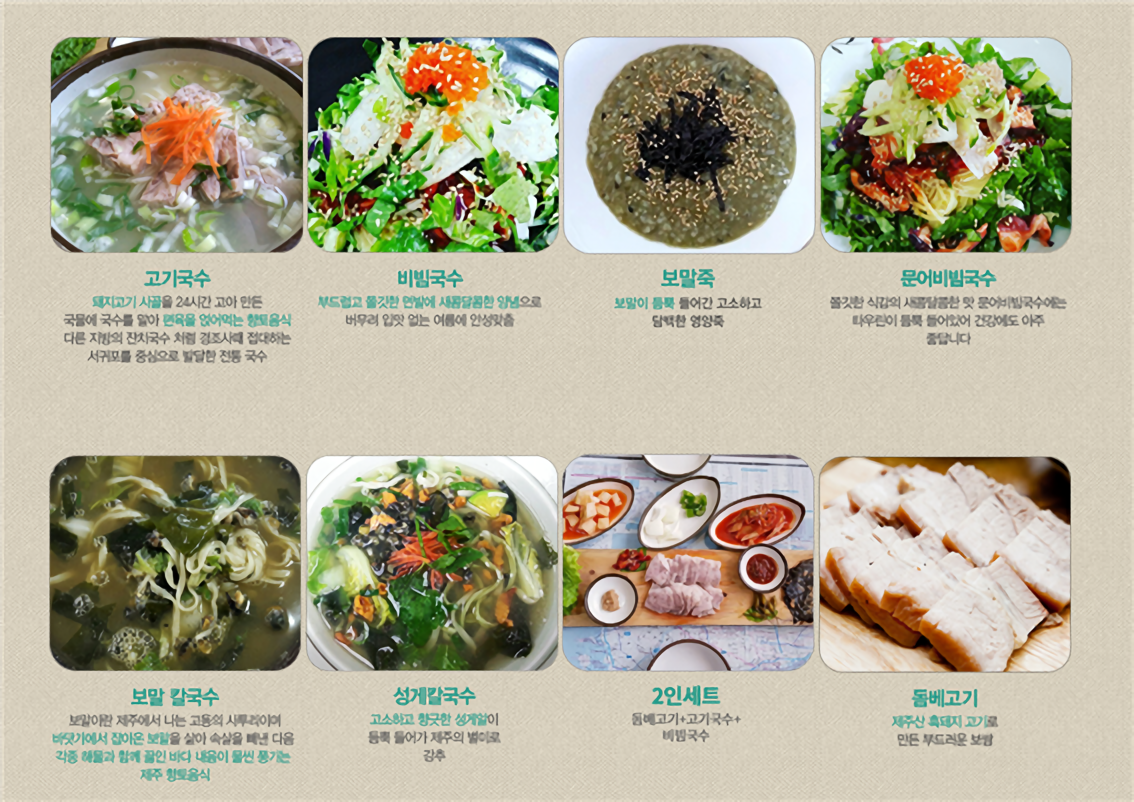 고기국수
돼지고기 사골을 24시간 고아 만든
국물에 국수를 말아 편육을 얹어먹는 향토음식
다른 지방의 잔치국수 처럼 경조사때 접대하는
서귀포를 중심으로 발달한 전통 국수
비빔국수
부드럽고 쫄깃한 면발에 새콤달콤한 양념으로
버무려 입맛 없는 여름에 안성맞춤
보말죽
보말이 듬뿍 들어간 고소하고
담백한 영양죽
문어비빔국수
쫄깃한 식감의 새콤달콤한 맛 문어비빔국수에는
타우린이 듬뿍 들어있어 건강에도 아주
좋답니다
보말 칼국수
보말이란 제주에서 나는 고동의 사투리이며
바닷가에서 잡아온 보말을 삶아 속살을 빼낸 다음
각종 해물과 함께 끓인 바다 내음이 물씬 풍기는
제주 향토음식
성게칼국수
고소하고 향긋한 성게알이
듬뿍 들어가 제주의 별미로
강추
2인세트
돔베고기+고기국수+
비빔국수
돔베고기
제주산 흑돼지 고기로
만든 부드러운 보쌈